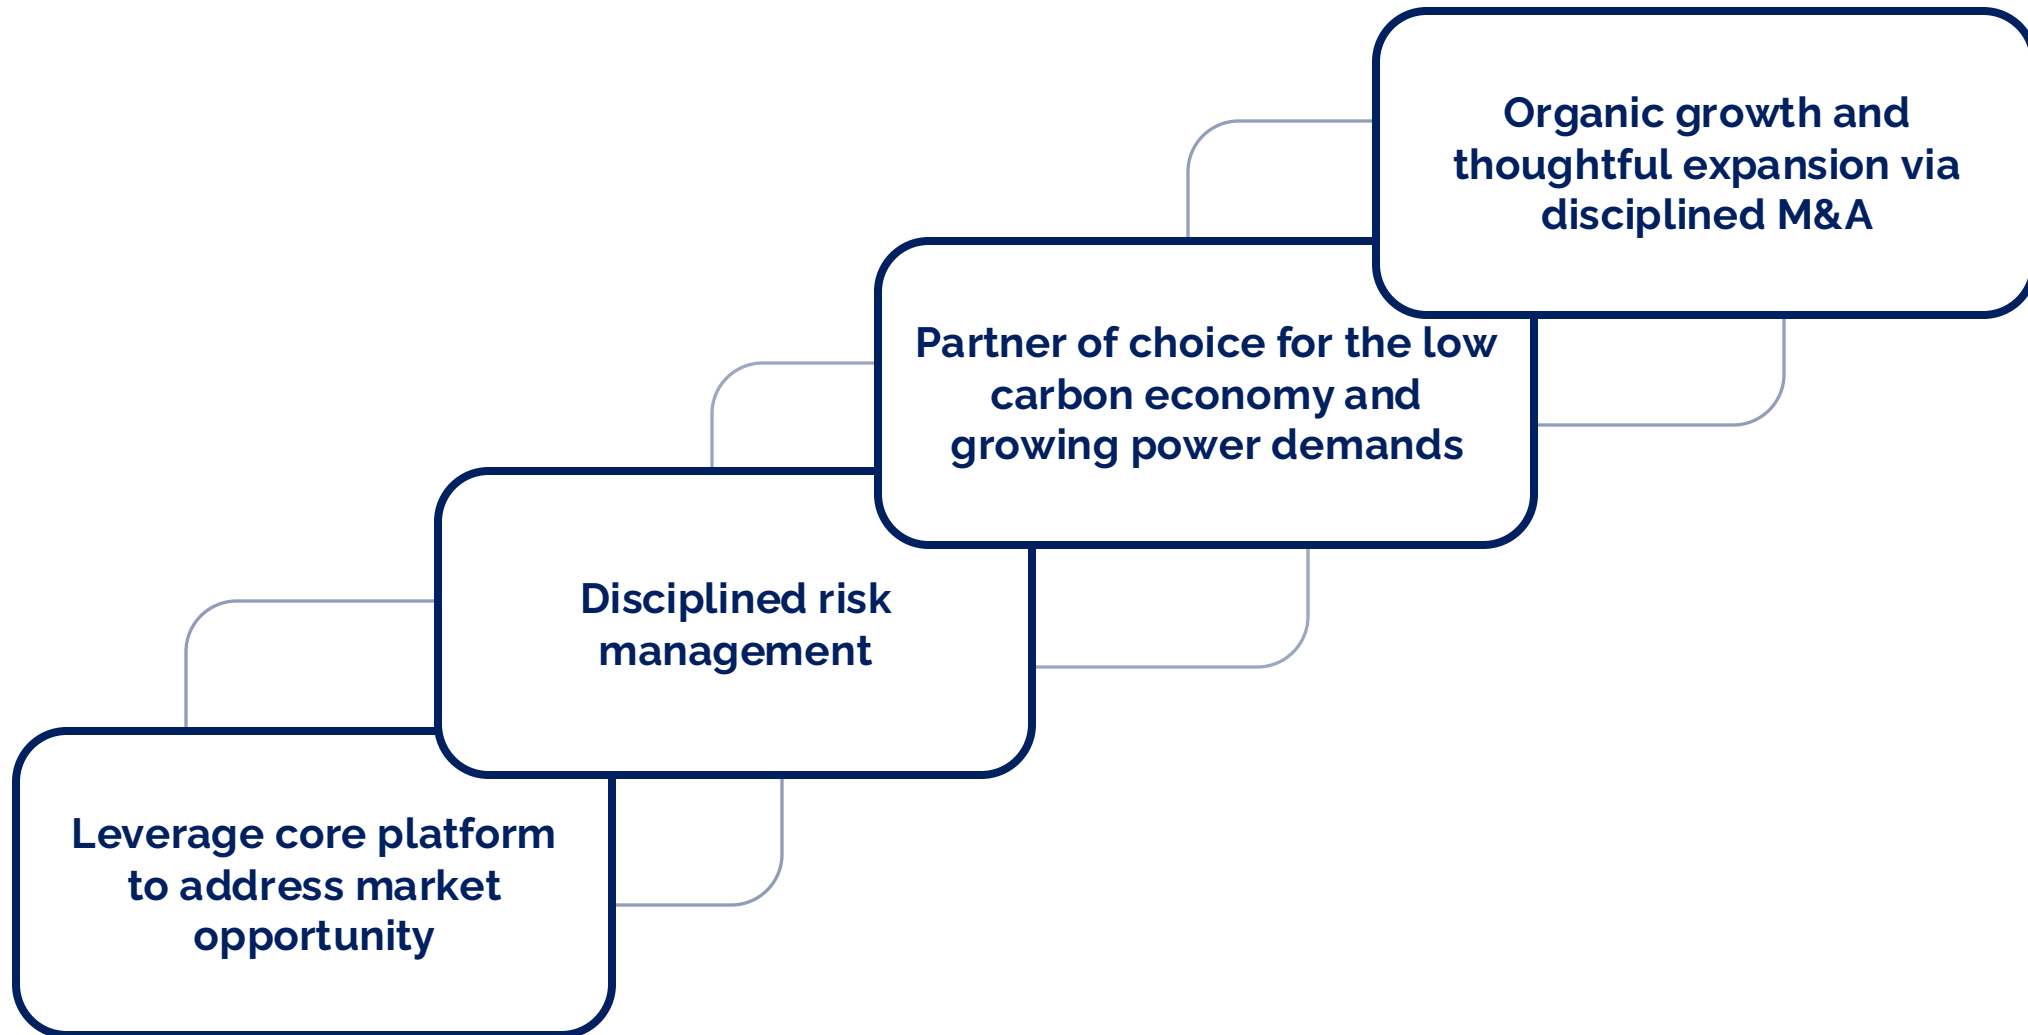 Organic growth and
thoughtful expansion via
disciplined M&A
Partner of choice for the low
carbon economy and
growing power demands
Disciplined risk
management
Leverage core platform
to address market
opportunity